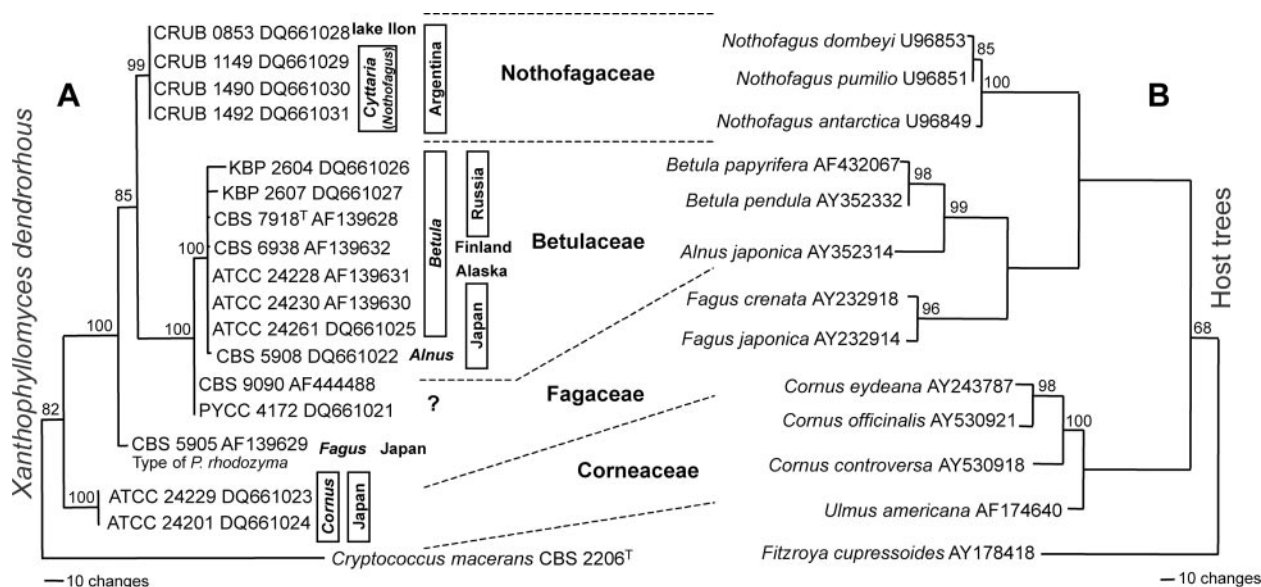 Xanthophyllomyces dendrorhous
A
99
CRUB 0853 DQ661028 lake Ilon
CRUB 1149 DQ661029
CRUB 1490 DQ661030
CRUB 1492 DQ661031
Cyttaria
(Nothofagus)
Argentina
85
KBP 2604 DQ661026
KBP 2607 DQ661027
CBS 7918ᵀ AF139628
100
CBS 6938 AF139632
ATCC 24228 AF139631
ATCC 24230 AF139630
100
100
ATCC 24261 DQ661025
CBS 5908 DQ661022 Alnus
CBS 9090 AF444488
PYCC 4172 DQ661021
?
Betula
Russia
Finland
Alaska
Japan
82
CBS 5905 AF139629 Fagus Japan
Type of P. rhodozyma
100
ATCC 24229 DQ661023
ATCC 24201 DQ661024
Cornus
Japan
Cryptococcus macerans CBS 2206ᵀ
10 changes
Nothofagaceae
Betulaceae
Fagaceae
Corneaceae
B
Host trees
Nothofagus dombeyi U96853
85
Nothofagus pumilio U96851
100
Nothofagus antarctica U96849
Betula papyrifera AF432067
98
Betula pendula AY352332
99
Alnus japonica AY352314
Fagus crenata AY232918
96
Fagus japonica AY232914
68
Cornus eydeana AY243787
98
Cornus officinalis AY530921
100
Cornus controversa AY530918
Ulmus americana AF174640
Fitzroya cupressoides AY178418
10 changes